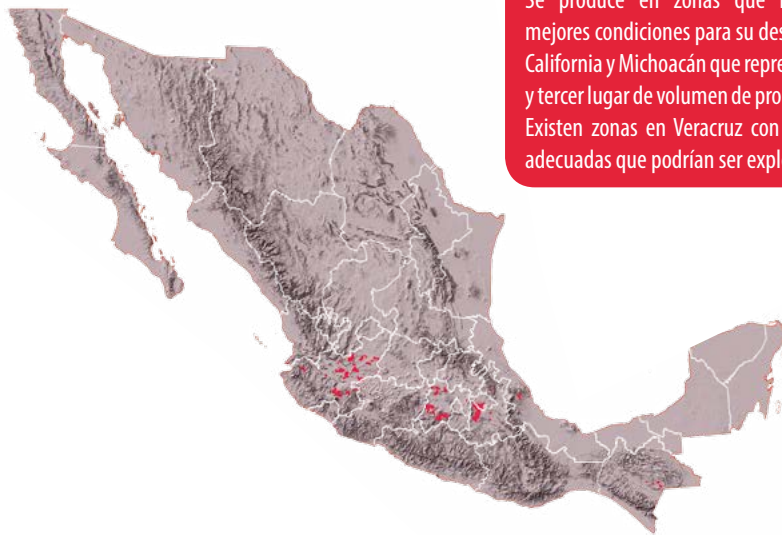 Se produce en zonas que
mejores condiciones para su
California y Michoacán que
y tercer lugar de volumen de
Existen zonas en Veracruz con
adecuadas que podrían ser